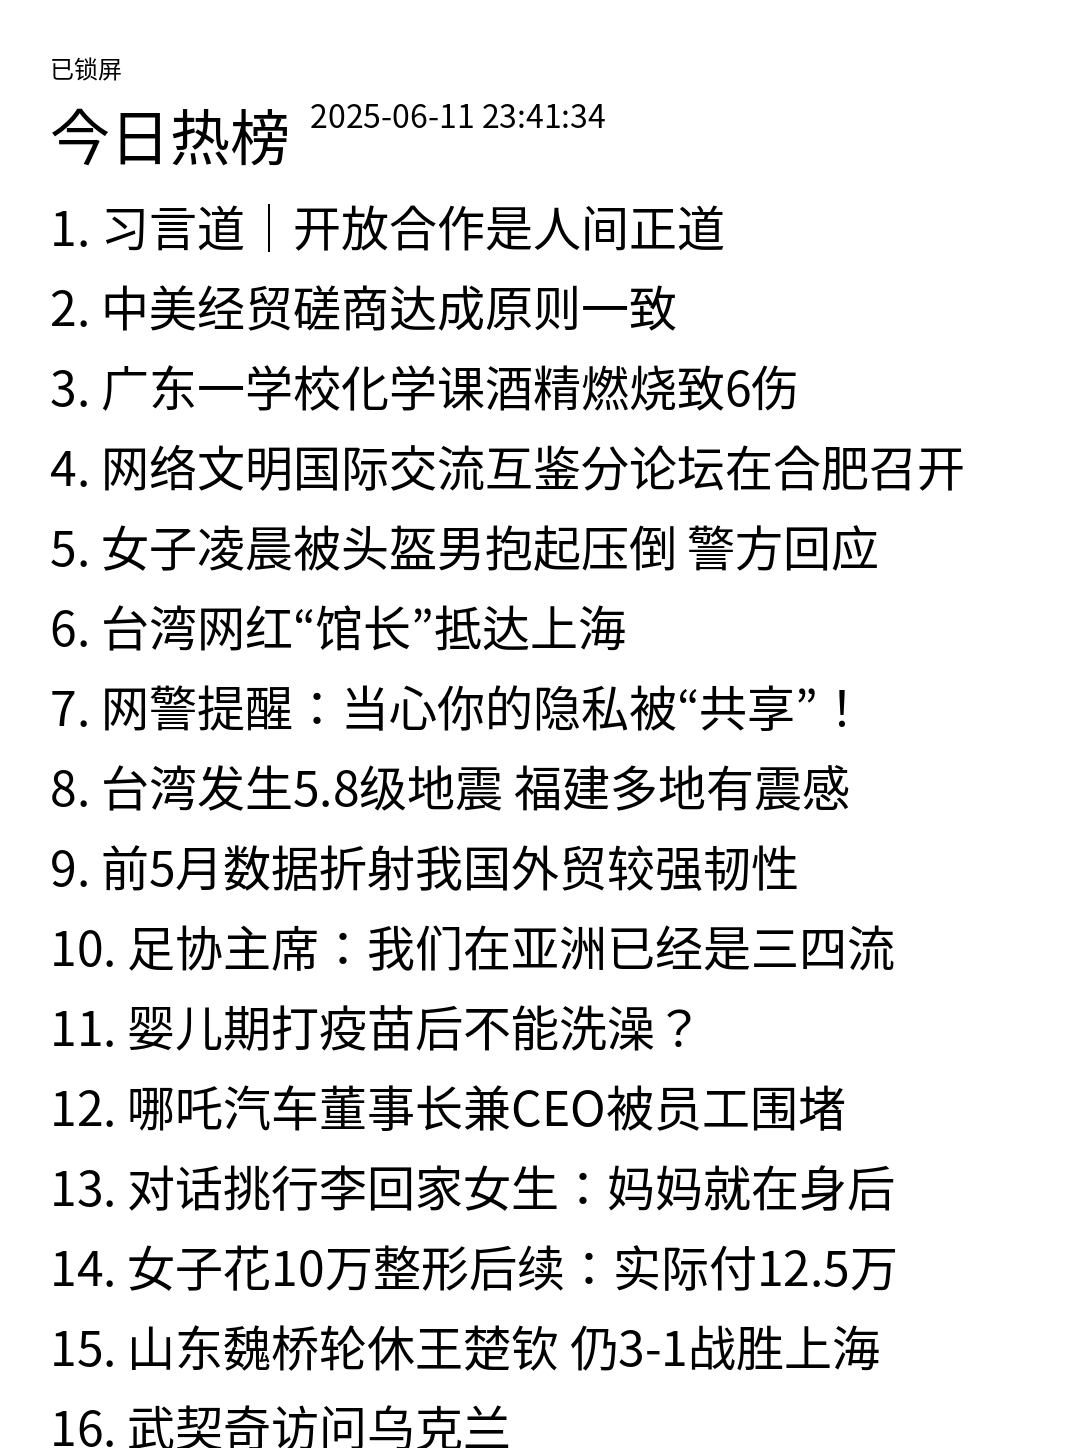 已锁屏
今日热榜 2025-06-11 23:41:34
1. 习言道｜开放合作是人间正道
2. 中美经贸磋商达成原则一致
3. 广东一学校化学课酒精燃烧致6伤
4. 网络文明国际交流互鉴分论坛在合肥召开
5. 女子凌晨被头盔男抱起压倒 警方回应
6. 台湾网红“馆长”抵达上海
7. 网警提醒：当心你的隐私被“共享”！
8. 台湾发生5.8级地震 福建多地有震感
9. 前5月数据折射我国外贸较强韧性
10. 足协主席：我们在亚洲已经是三四流
11. 婴儿期打疫苗后不能洗澡？
12. 哪吒汽车董事长兼CEO被员工围堵
13. 对话挑行李回家女生：妈妈就在身后
14. 女子花10万整形后续：实际付12.5万
15. 山东魏桥轮休王楚钦 仍3-1战胜上海
16. 武契奇访问乌克兰